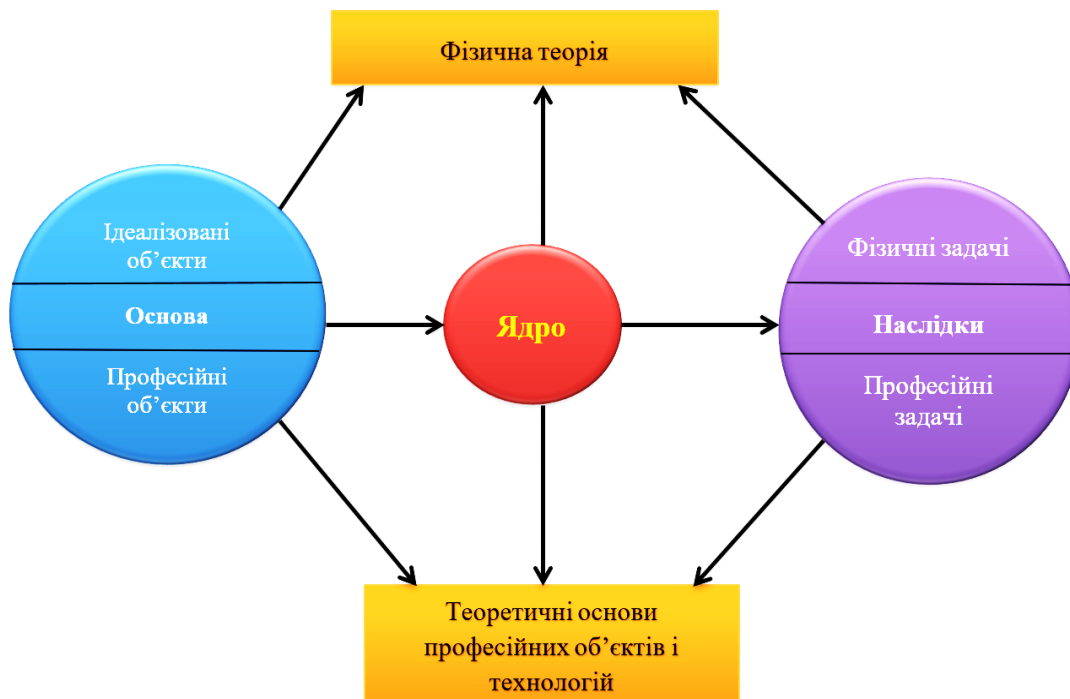 Фізична теорія
Ідеалізовані
об’єкти
Основа
Професійні
об’єкти
Ядро
Фізичні задачі
Наслідки
Професійні
задачі
Теоретичні основи
професійних об’єктів і
технологій